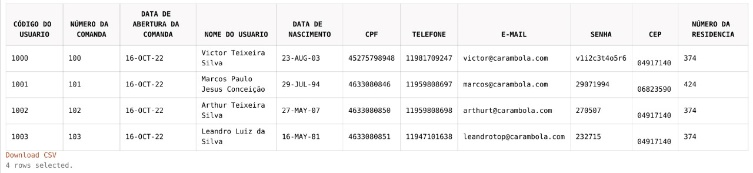 CÓDIGO DO USUARIO | NÚMERO DA COMANDA | DATA DE ABERTURA DA COMANDA | NOME DO USUARIO | DATA DE NASCIMENTO | CPF | TELEFONE | E-MAIL | SENHA | CEP | NÚMERO DA RESIDENCIA
1000 | 100 | 16-OCT-22 | Victor Teixeira Silva | 23-AUG-03 | 45275798948 | 11981709247 | victor@carambola.com | v1i2c3t4o5r6 | 04917140 | 374
1001 | 101 | 16-OCT-22 | Marcos Paulo Jesus Conceição | 29-JUL-94 | 4633080846 | 11959808697 | marcos@carambola.com | 29071994 | 06823590 | 424
1002 | 102 | 16-OCT-22 | Arthur Teixeira Silva | 27-MAY-07 | 4633080850 | 11959808698 | arthurt@carambola.com | 270507 | 04917140 | 374
1003 | 103 | 16-OCT-22 | Leandro Luiz da Silva | 16-MAY-81 | 4633080851 | 11947101638 | leandrotop@carambola.com | 232715 | 04917140 | 374
Download CSV
4 rows selected.